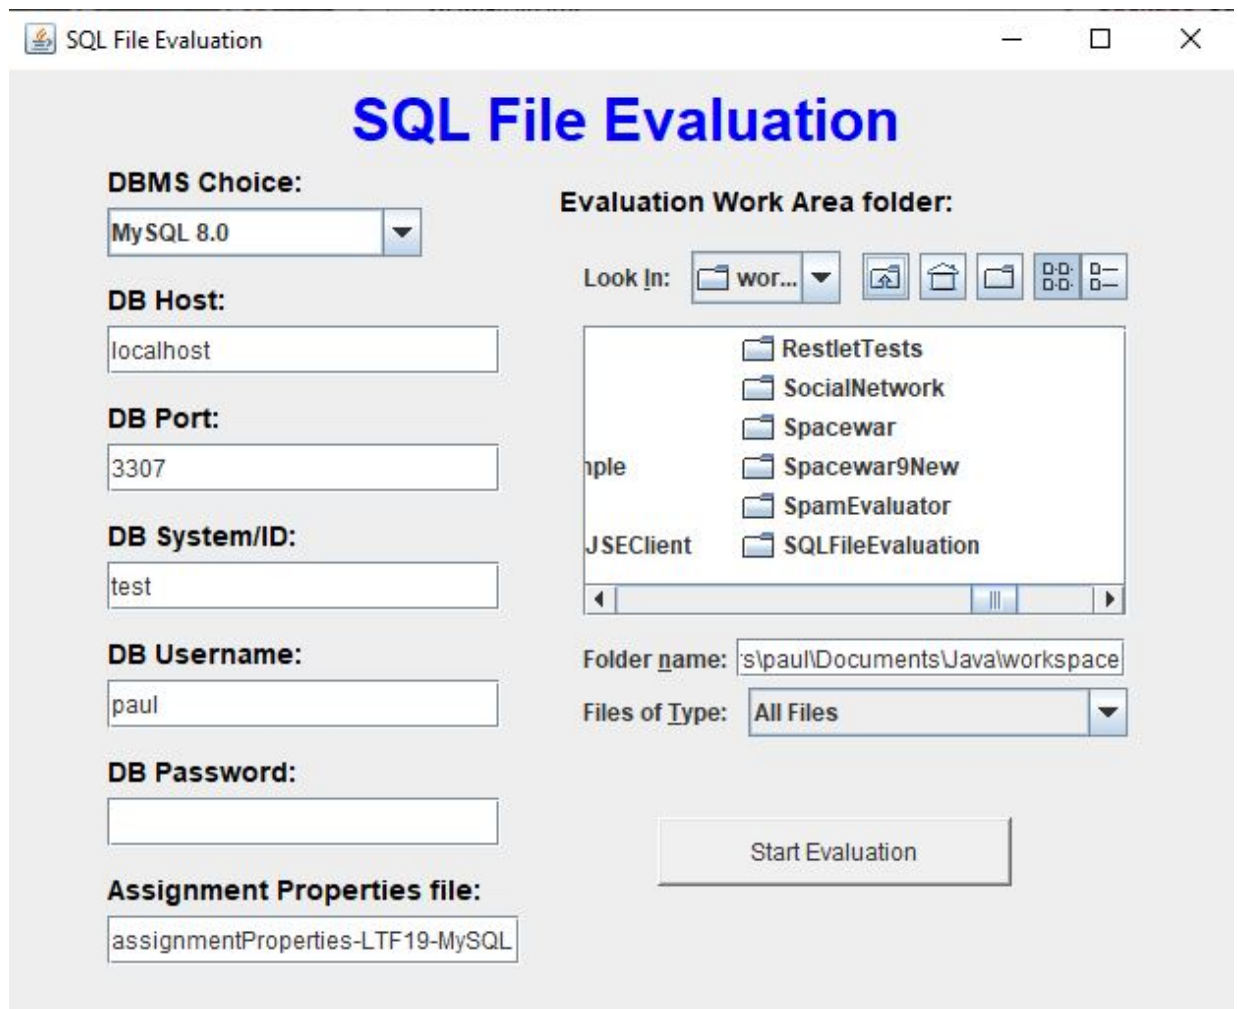 SQL File Evaluation
SQL File Evaluation
DBMS Choice:
MySQL 8.0
DB Host:
localhost
DB Port:
3307
DB System/ID:
test
DB Username:
paul
DB Password:
Assignment Properties file:
assignmentProperties-LTF19-MySQL
Evaluation Work Area folder:
Look In: wor...
RestletTests
SocialNetwork
Spacewar
nple Spacewar9New
SpamEvaluator
JSEClient SQLFileEvaluation
Folder name: 's\paul\Documents\Java\workspace
Files of Type: All Files
Start Evaluation